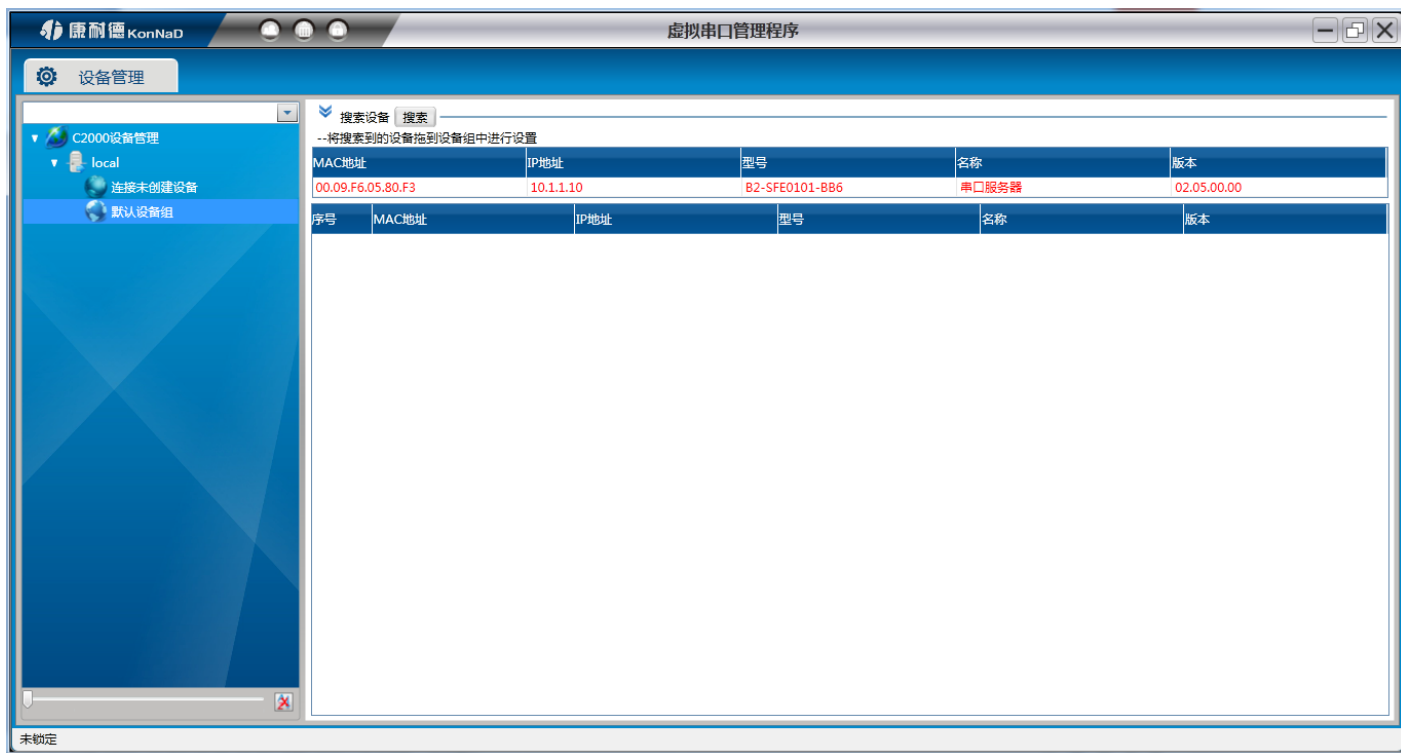 康耐德 KonNaD
虚拟串口管理程序
设备管理
C2000设备管理
local
连接未创建设备
默认设备组
搜索设备 搜索
--将搜索到的设备拖到设备组中进行设置
MAC地址 IP地址 型号 名称 版本
00.09.F6.05.80.F3 10.1.1.10 B2-SFE0101-BB6 串口服务器 02.05.00.00
序号 MAC地址 IP地址 型号 名称 版本
未锁定